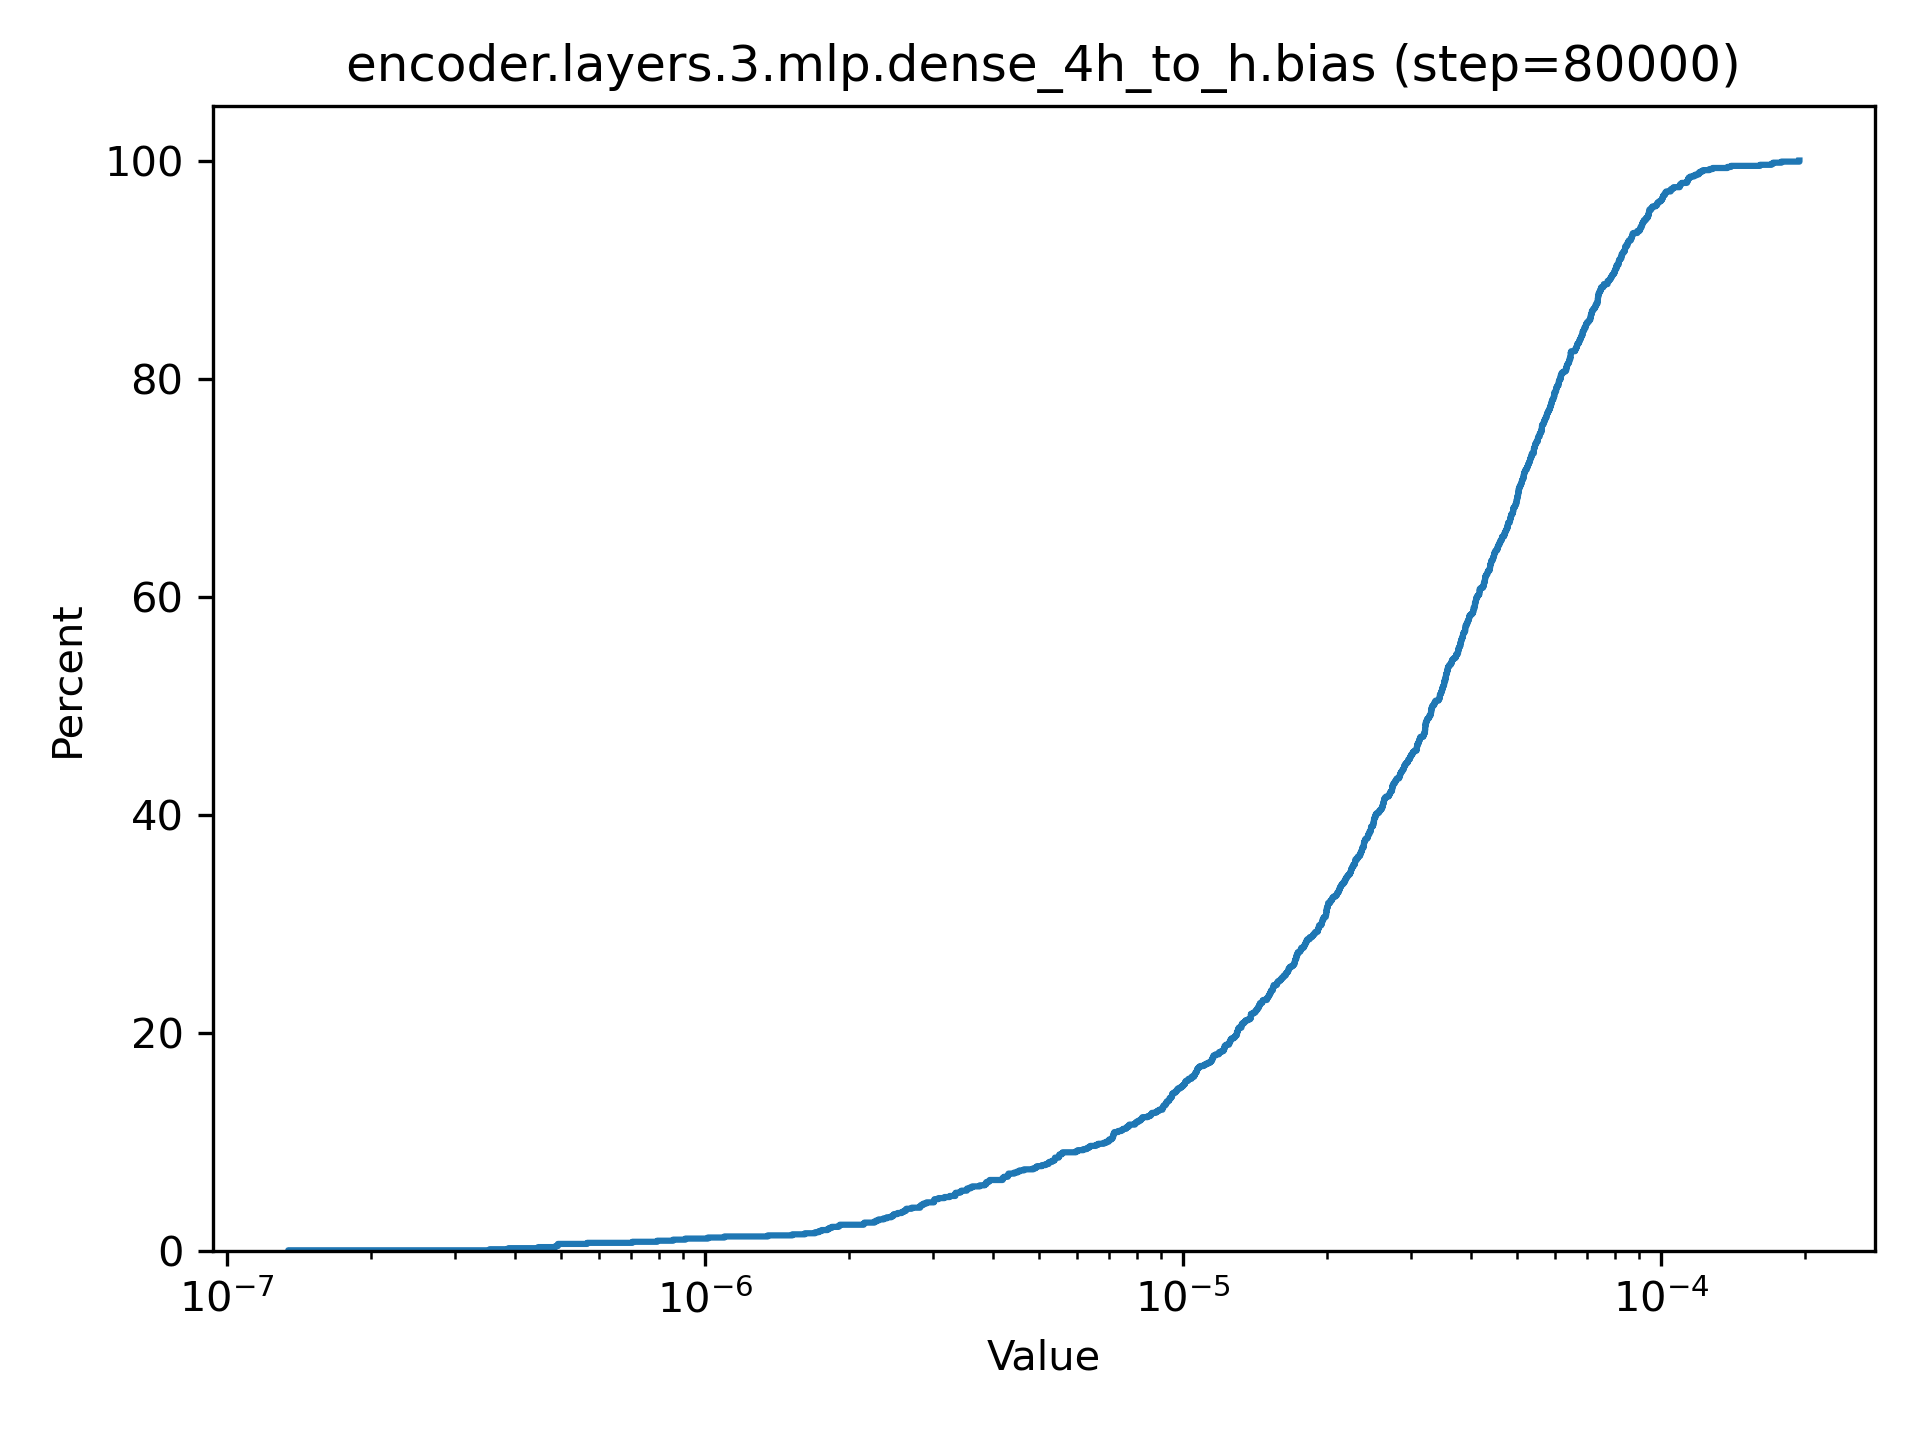 encoder.layers.3.mlp.dense_4h_to_h.bias (step=80000)
Percent
100
80
60
40
20
0
10⁻⁷ 10⁻⁶ 10⁻⁵ 10⁻⁴
Value